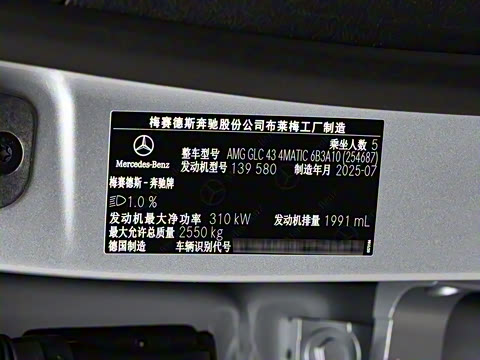 梅赛德斯奔驰股份公司布莱梅工厂制造
乘坐人数 5
Mercedes-Benz
整车型号 AMG GLC 43 4MATIC 6B3A10 (254687)
发动机型号 139 580 制造年月 2025-07
梅赛德斯-奔驰牌
1.0 %
发动机最大净功率 310 kW 发动机排量 1991 mL
最大允许总质量 2550 kg
德国制造 车辆识别代号